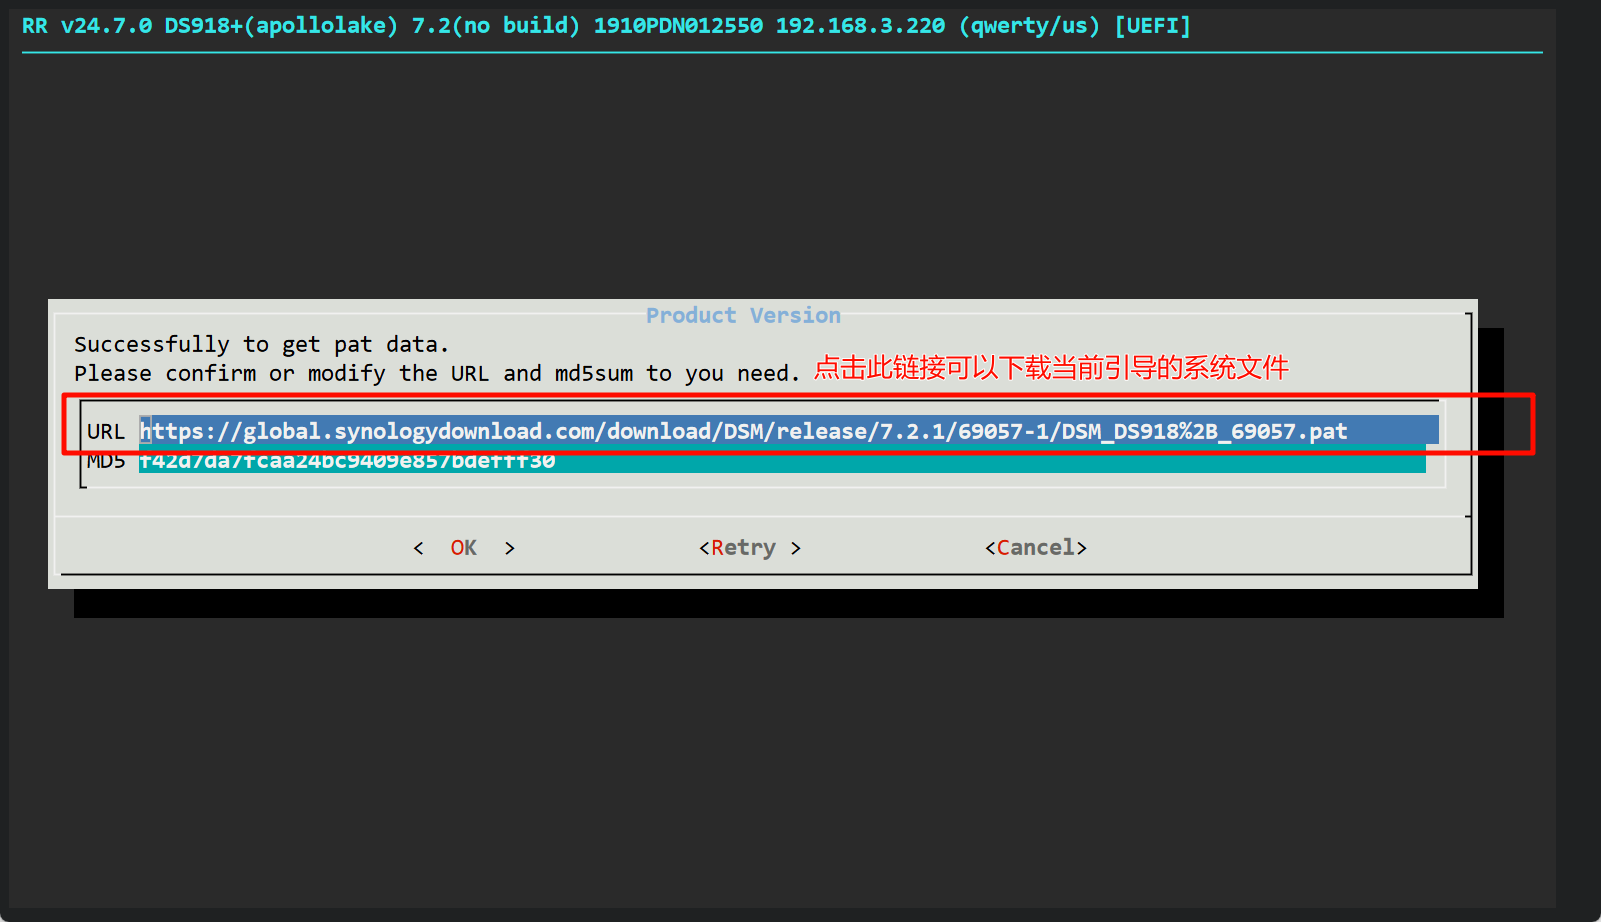 RR v24.7.0 DS918+(apollolake) 7.2(no build) 1910PDN012550 192.168.3.220 (qwerty/us) [UEFI]
Product Version
Successfully to get pat data.
Please confirm or modify the URL and md5sum to you need.
点击此链接可以下载当前引导的系统文件
URL https://global.synologydownload.com/download/DSM/release/7.2.1/69057-1/DSM_DS918%2B_69057.pat
MD5 f42d7da7fcaa24bc9409e857bdefff30
< OK > <Retry > <Cancel>